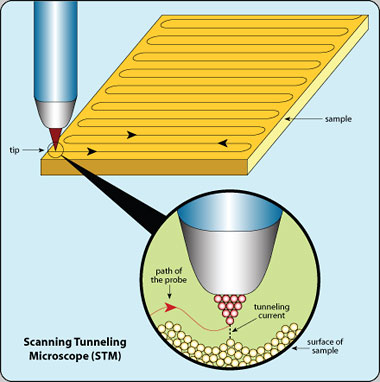 sample
tip
path of
the probe
tunneling
current
surface of
sample
Scanning Tunneling
Microscope (STM)